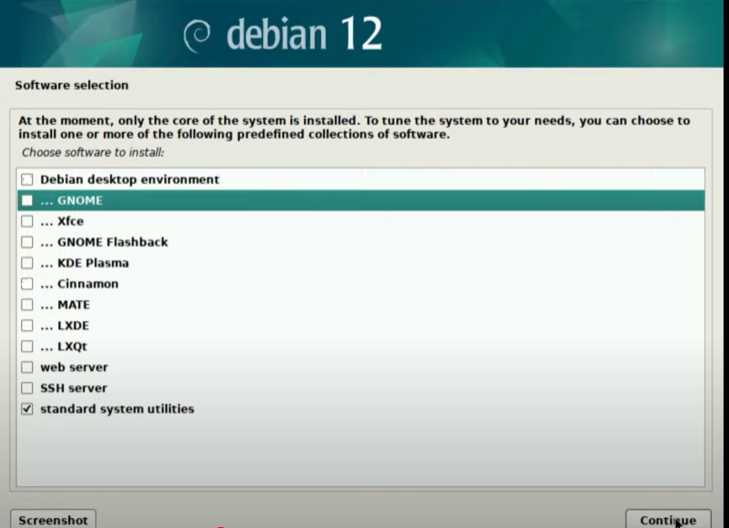 debian 12
Software selection
At the moment, only the core of the system is installed. To tune the system to your needs, you can choose to
install one or more of the following predefined collections of software.
Choose software to install:
Debian desktop environment
... GNOME
... Xfce
... GNOME Flashback
... KDE Plasma
... Cinnamon
... MATE
... LXDE
... LXQt
web server
SSH server
standard system utilities
Screenshot
Continue